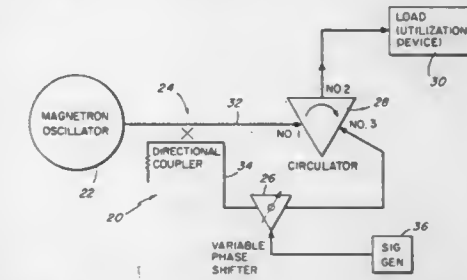 LOAD
(UTILIZATION
DEVICE)
30
NO 2
24
32
28
MAGNETRON
OSCILLATOR
NO. 1
NO. 3
DIRECTIONAL
COUPLER
34
CIRCULATOR
22
26
20
Ø
36
VARIABLE
PHASE
SHIFTER
SIG
GEN